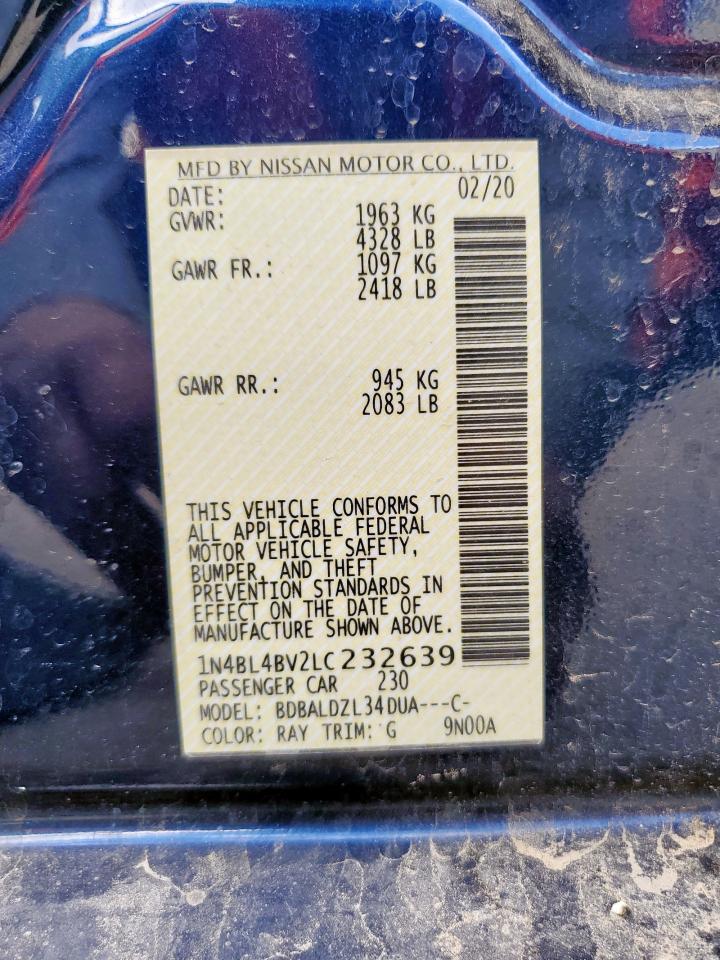 MFD BY NISSAN MOTOR CO., LTD.
DATE: 02/20
GVWR: 1963 KG
4328 LB
GAWR FR.: 1097 KG
2418 LB
GAWR RR.: 945 KG
2083 LB
THIS VEHICLE CONFORMS TO
ALL APPLICABLE FEDERAL
MOTOR VEHICLE SAFETY,
BUMPER, AND THEFT
PREVENTION STANDARDS IN
EFFECT ON THE DATE OF
MANUFACTURE SHOWN ABOVE.
1N4BL4BV2LC232639
PASSENGER CAR 230
MODEL: BDBALDZL34DUA---C-
COLOR: RAY TRIM: G 9N00A